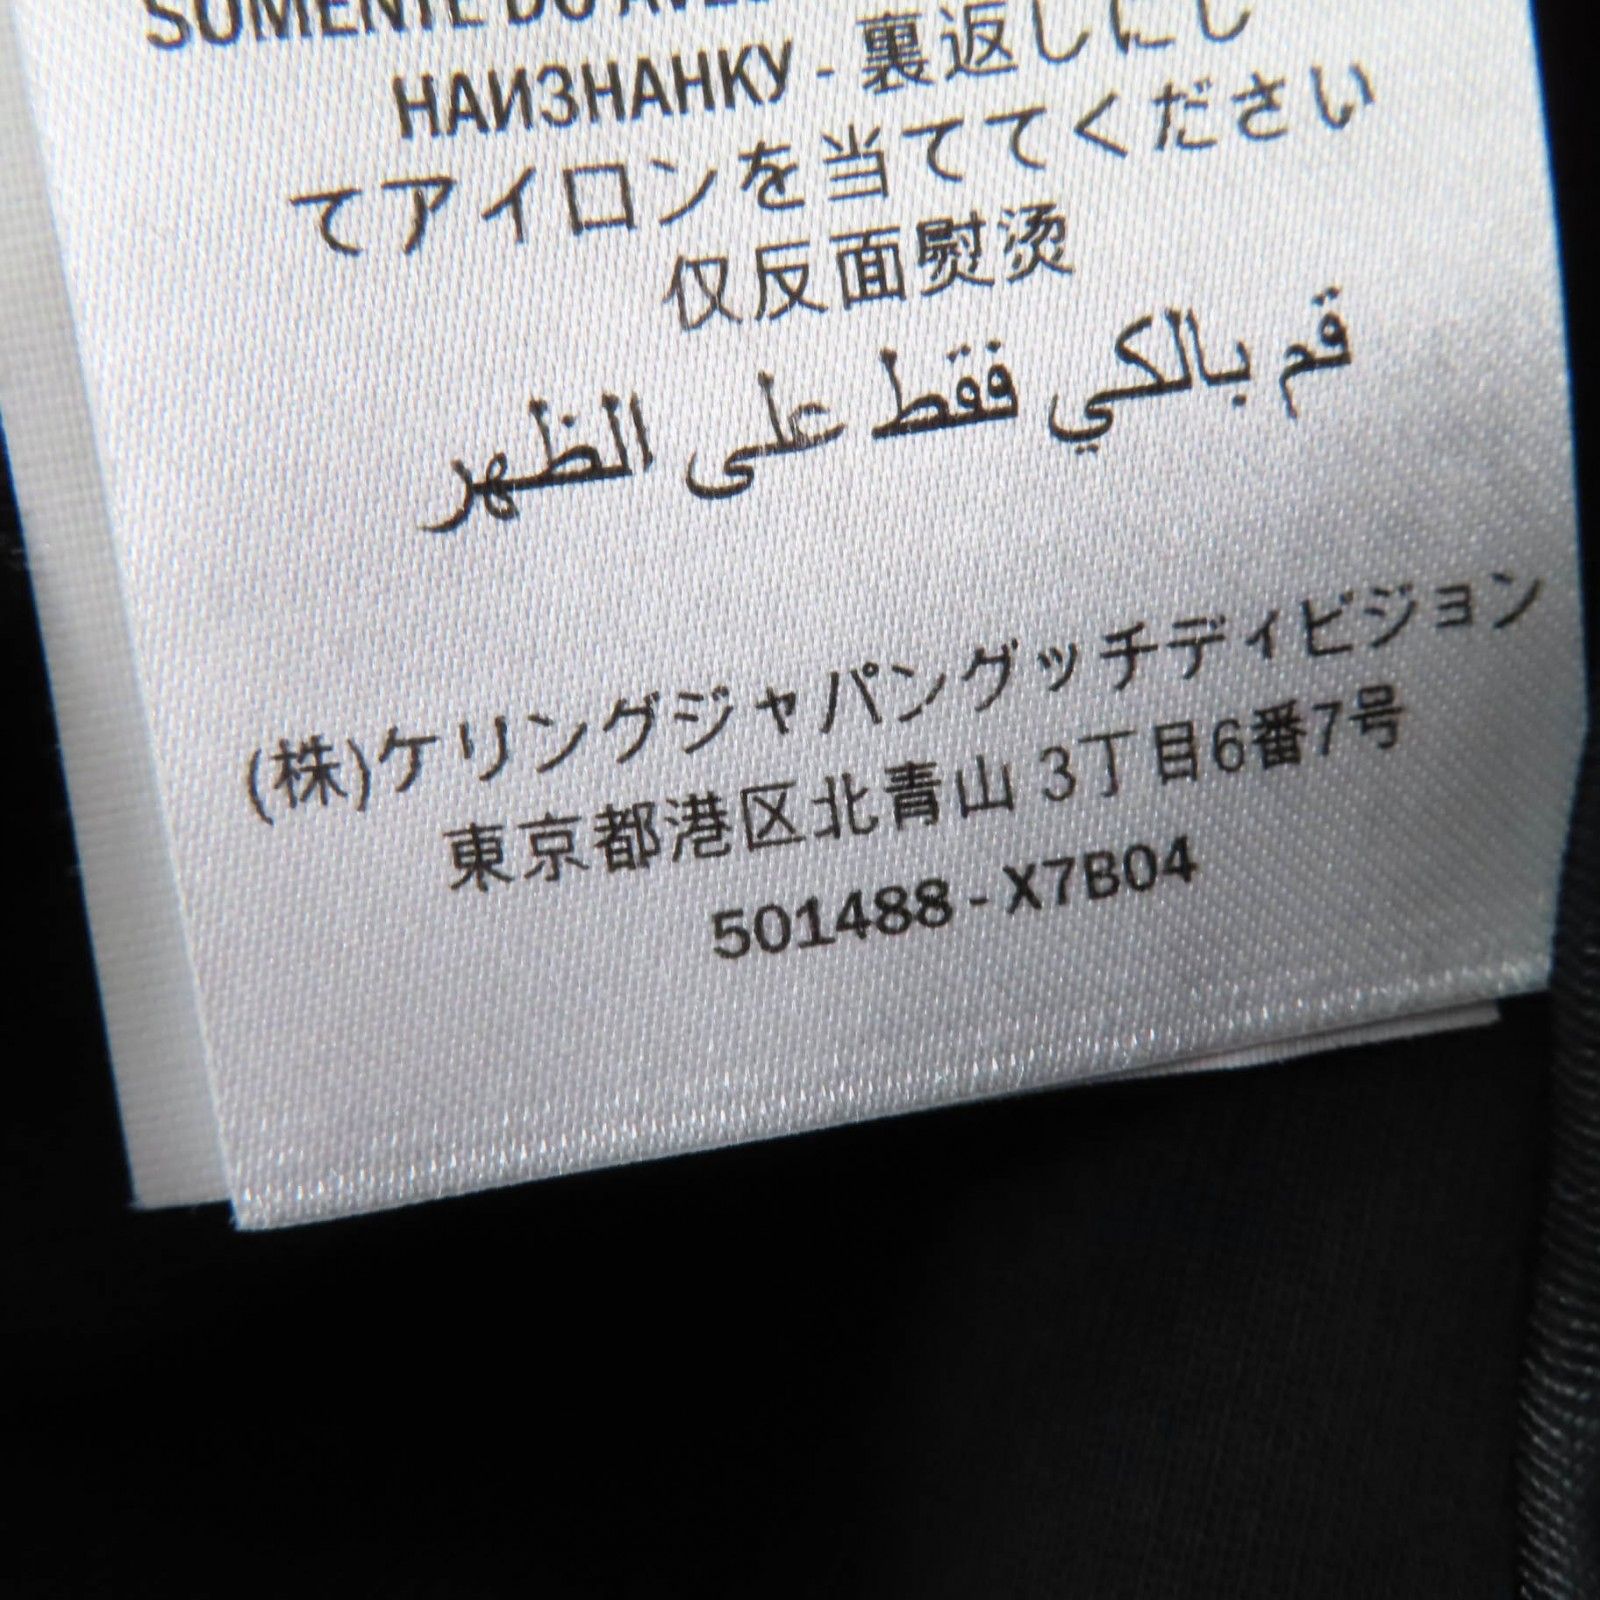 SOMENTE DO
НАИЗНАНКУ - 裏返しにし
てアイロンを当ててください
仅反面熨烫
قم بالكي فقط على الظهر
(株)ケリングジャパングッチディビジョン
東京都港区北青山 3丁目6番7号
501488 - X7B04